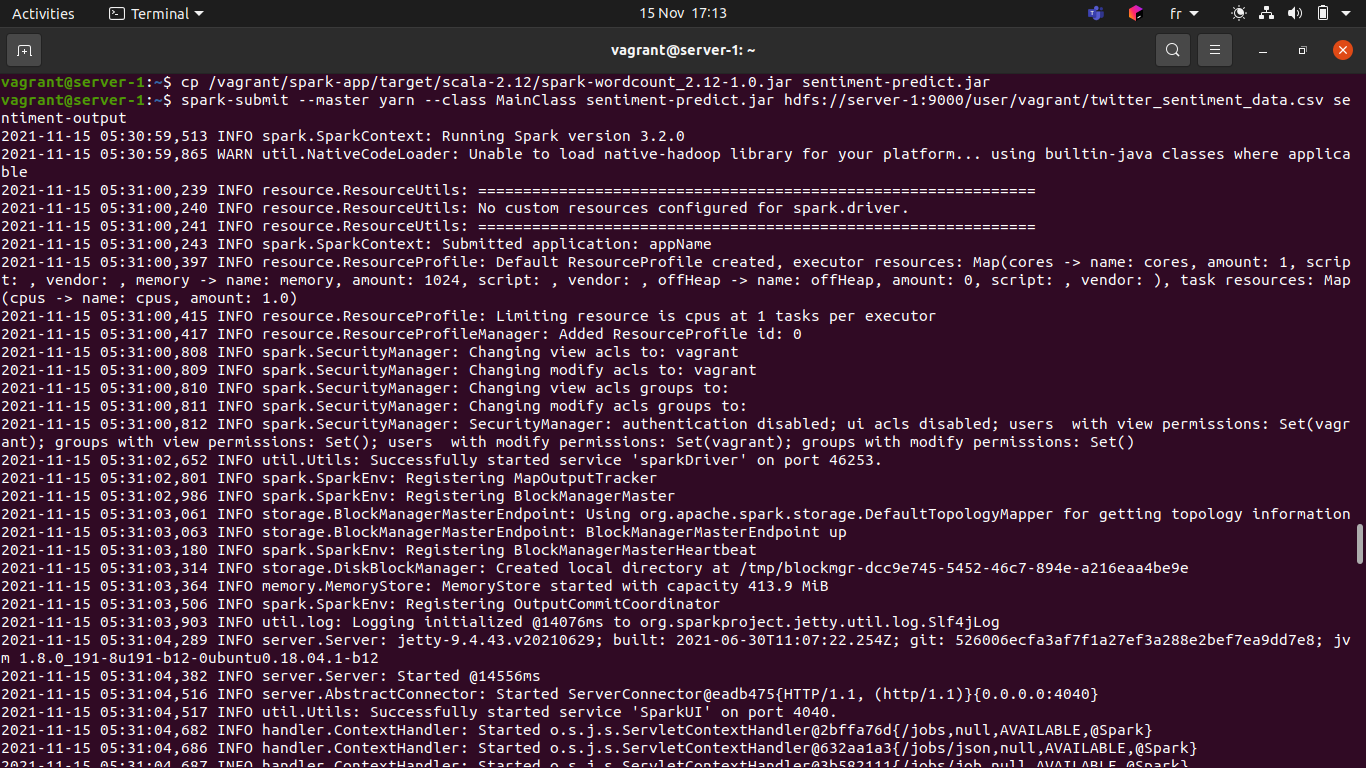 Activities Terminal 15 Nov 17:13 fr
vagrant@server-1: ~
vagrant@server-1:~$ cp /vagrant/spark-app/target/scala-2.12/spark-wordcount_2.12-1.0.jar sentiment-predict.jar
vagrant@server-1:~$ spark-submit --master yarn --class MainClass sentiment-predict.jar hdfs://server-1:9000/user/vagrant/twitter_sentiment_data.csv se
ntiment-output
2021-11-15 05:30:59,513 INFO spark.SparkContext: Running Spark version 3.2.0
2021-11-15 05:30:59,865 WARN util.NativeCodeLoader: Unable to load native-hadoop library for your platform... using builtin-java classes where applica
ble
2021-11-15 05:31:00,239 INFO resource.ResourceUtils: ==============================================================
2021-11-15 05:31:00,240 INFO resource.ResourceUtils: No custom resources configured for spark.driver.
2021-11-15 05:31:00,241 INFO resource.ResourceUtils: ==============================================================
2021-11-15 05:31:00,243 INFO spark.SparkContext: Submitted application: appName
2021-11-15 05:31:00,397 INFO resource.ResourceProfile: Default ResourceProfile created, executor resources: Map(cores -> name: cores, amount: 1, scrip
t: , vendor: , memory -> name: memory, amount: 1024, script: , vendor: , offHeap -> name: offHeap, amount: 0, script: , vendor: ), task resources: Map
(cpus -> name: cpus, amount: 1.0)
2021-11-15 05:31:00,415 INFO resource.ResourceProfile: Limiting resource is cpus at 1 tasks per executor
2021-11-15 05:31:00,417 INFO resource.ResourceProfileManager: Added ResourceProfile id: 0
2021-11-15 05:31:00,808 INFO spark.SecurityManager: Changing view acls to: vagrant
2021-11-15 05:31:00,809 INFO spark.SecurityManager: Changing modify acls to: vagrant
2021-11-15 05:31:00,810 INFO spark.SecurityManager: Changing view acls groups to:
2021-11-15 05:31:00,811 INFO spark.SecurityManager: Changing modify acls groups to:
2021-11-15 05:31:00,812 INFO spark.SecurityManager: SecurityManager: authentication disabled; ui acls disabled; users  with view permissions: Set(vagr
ant); groups with view permissions: Set(); users  with modify permissions: Set(vagrant); groups with modify permissions: Set()
2021-11-15 05:31:02,652 INFO util.Utils: Successfully started service 'sparkDriver' on port 46253.
2021-11-15 05:31:02,801 INFO spark.SparkEnv: Registering MapOutputTracker
2021-11-15 05:31:02,986 INFO spark.SparkEnv: Registering BlockManagerMaster
2021-11-15 05:31:03,061 INFO storage.BlockManagerMasterEndpoint: Using org.apache.spark.storage.DefaultTopologyMapper for getting topology information
2021-11-15 05:31:03,063 INFO storage.BlockManagerMasterEndpoint: BlockManagerMasterEndpoint up
2021-11-15 05:31:03,180 INFO spark.SparkEnv: Registering BlockManagerMasterHeartbeat
2021-11-15 05:31:03,314 INFO storage.DiskBlockManager: Created local directory at /tmp/blockmgr-dcc9e745-5452-46c7-894e-a216eaa4be9e
2021-11-15 05:31:03,364 INFO memory.MemoryStore: MemoryStore started with capacity 413.9 MiB
2021-11-15 05:31:03,506 INFO spark.SparkEnv: Registering OutputCommitCoordinator
2021-11-15 05:31:03,903 INFO util.log: Logging initialized @14076ms to org.sparkproject.jetty.util.log.Slf4jLog
2021-11-15 05:31:04,289 INFO server.Server: jetty-9.4.43.v20210629; built: 2021-06-30T11:07:22.254Z; git: 526006ecfa3af7f1a27ef3a288e2bef7ea9dd7e8; jv
m 1.8.0_191-8u191-b12-0ubuntu0.18.04.1-b12
2021-11-15 05:31:04,382 INFO server.Server: Started @14556ms
2021-11-15 05:31:04,516 INFO server.AbstractConnector: Started ServerConnector@eadb475{HTTP/1.1, (http/1.1)}{0.0.0.0:4040}
2021-11-15 05:31:04,517 INFO util.Utils: Successfully started service 'SparkUI' on port 4040.
2021-11-15 05:31:04,682 INFO handler.ContextHandler: Started o.s.j.s.ServletContextHandler@2bffa76d{/jobs,null,AVAILABLE,@Spark}
2021-11-15 05:31:04,686 INFO handler.ContextHandler: Started o.s.j.s.ServletContextHandler@632aa1a3{/jobs/json,null,AVAILABLE,@Spark}
2021-11-15 05:31:04,687 INFO handler.ContextHandler: Started o.s.j.s.ServletContextHandler@3b582111{/jobs/job,null,AVAILABLE,@Spark}